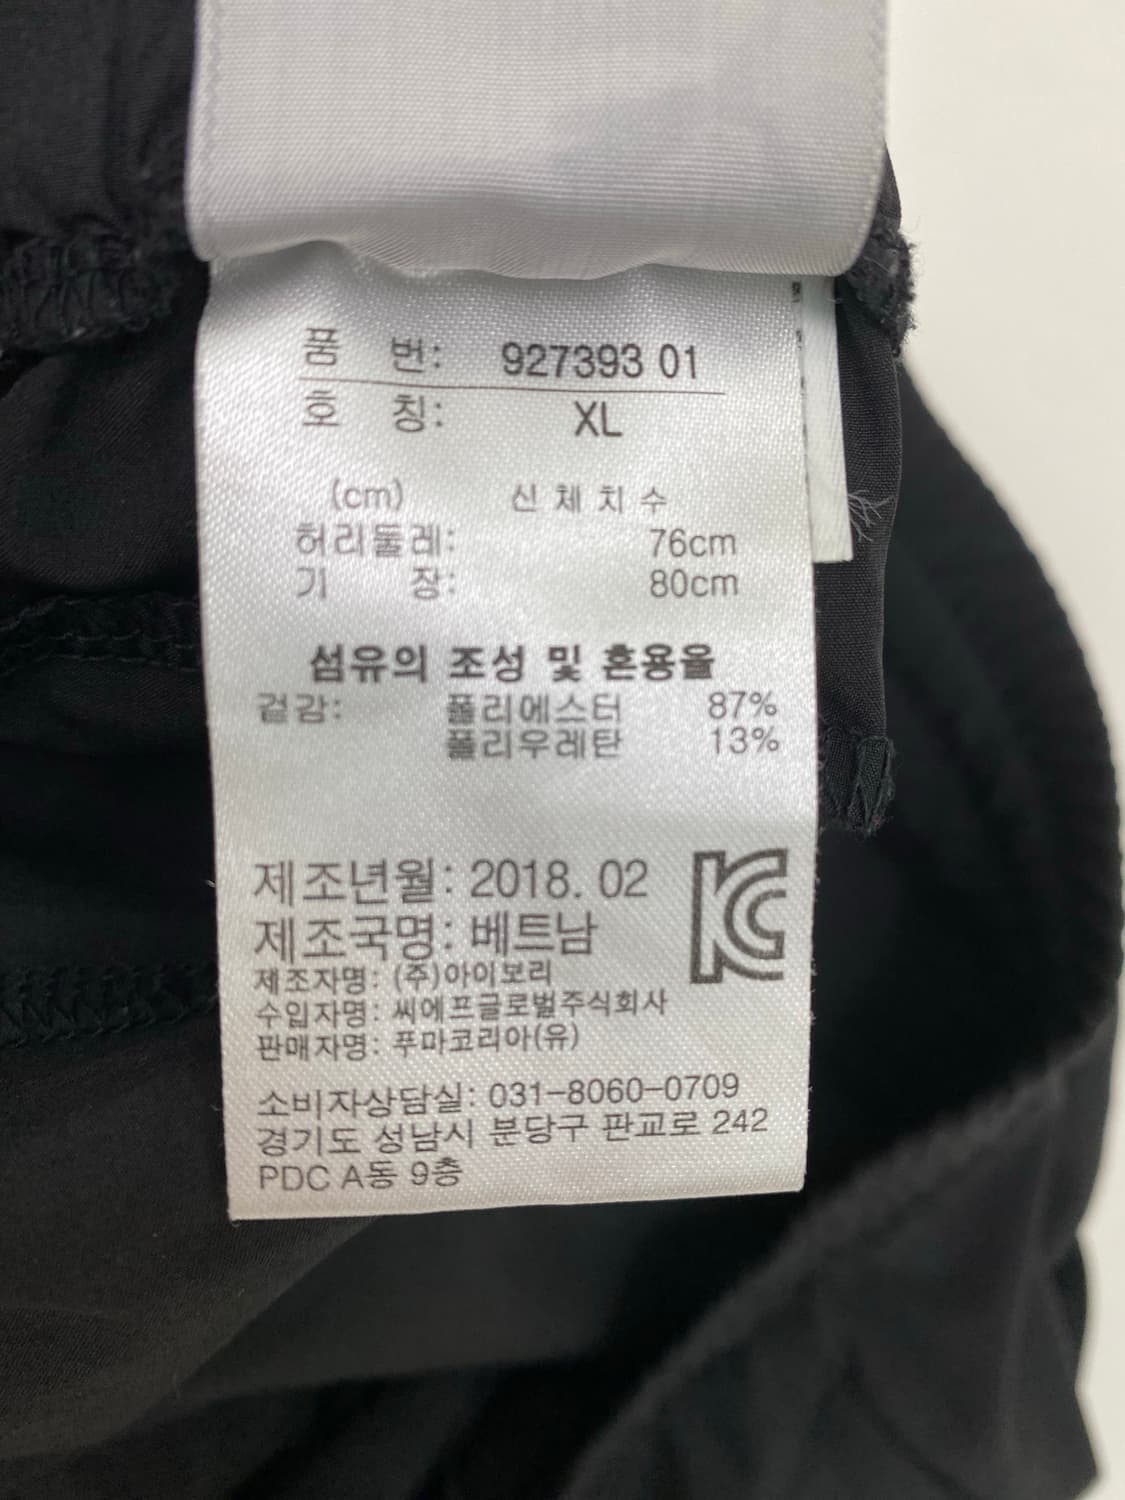 품 번: 927393 01
호 칭: XL
(cm) 신체치수
허리둘레: 76cm
기 장: 80cm
섬유의 조성 및 혼용율
겉감: 폴리에스터 87%
폴리우레탄 13%
제조년월: 2018. 02
제조국명: 베트남
제조자명: (주)아이보리
수입자명: 씨에프글로벌주식회사
판매자명: 푸마코리아(유)
소비자상담실: 031-8060-0709
경기도 성남시 분당구 판교로 242
PDC A동 9층
KC